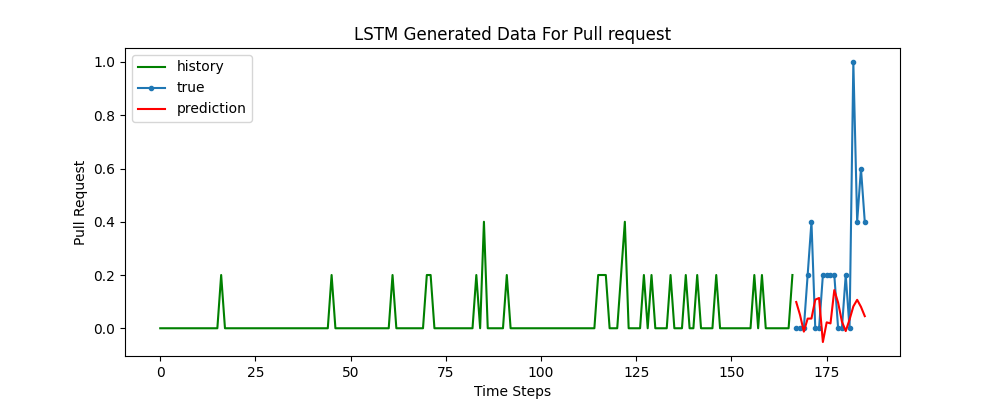 LSTM Generated Data For Pull request
history
true
prediction
1.0
0.8
0.6
0.4
0.2
0.0
Pull Request
0 25 50 75 100 125 150 175
Time Steps